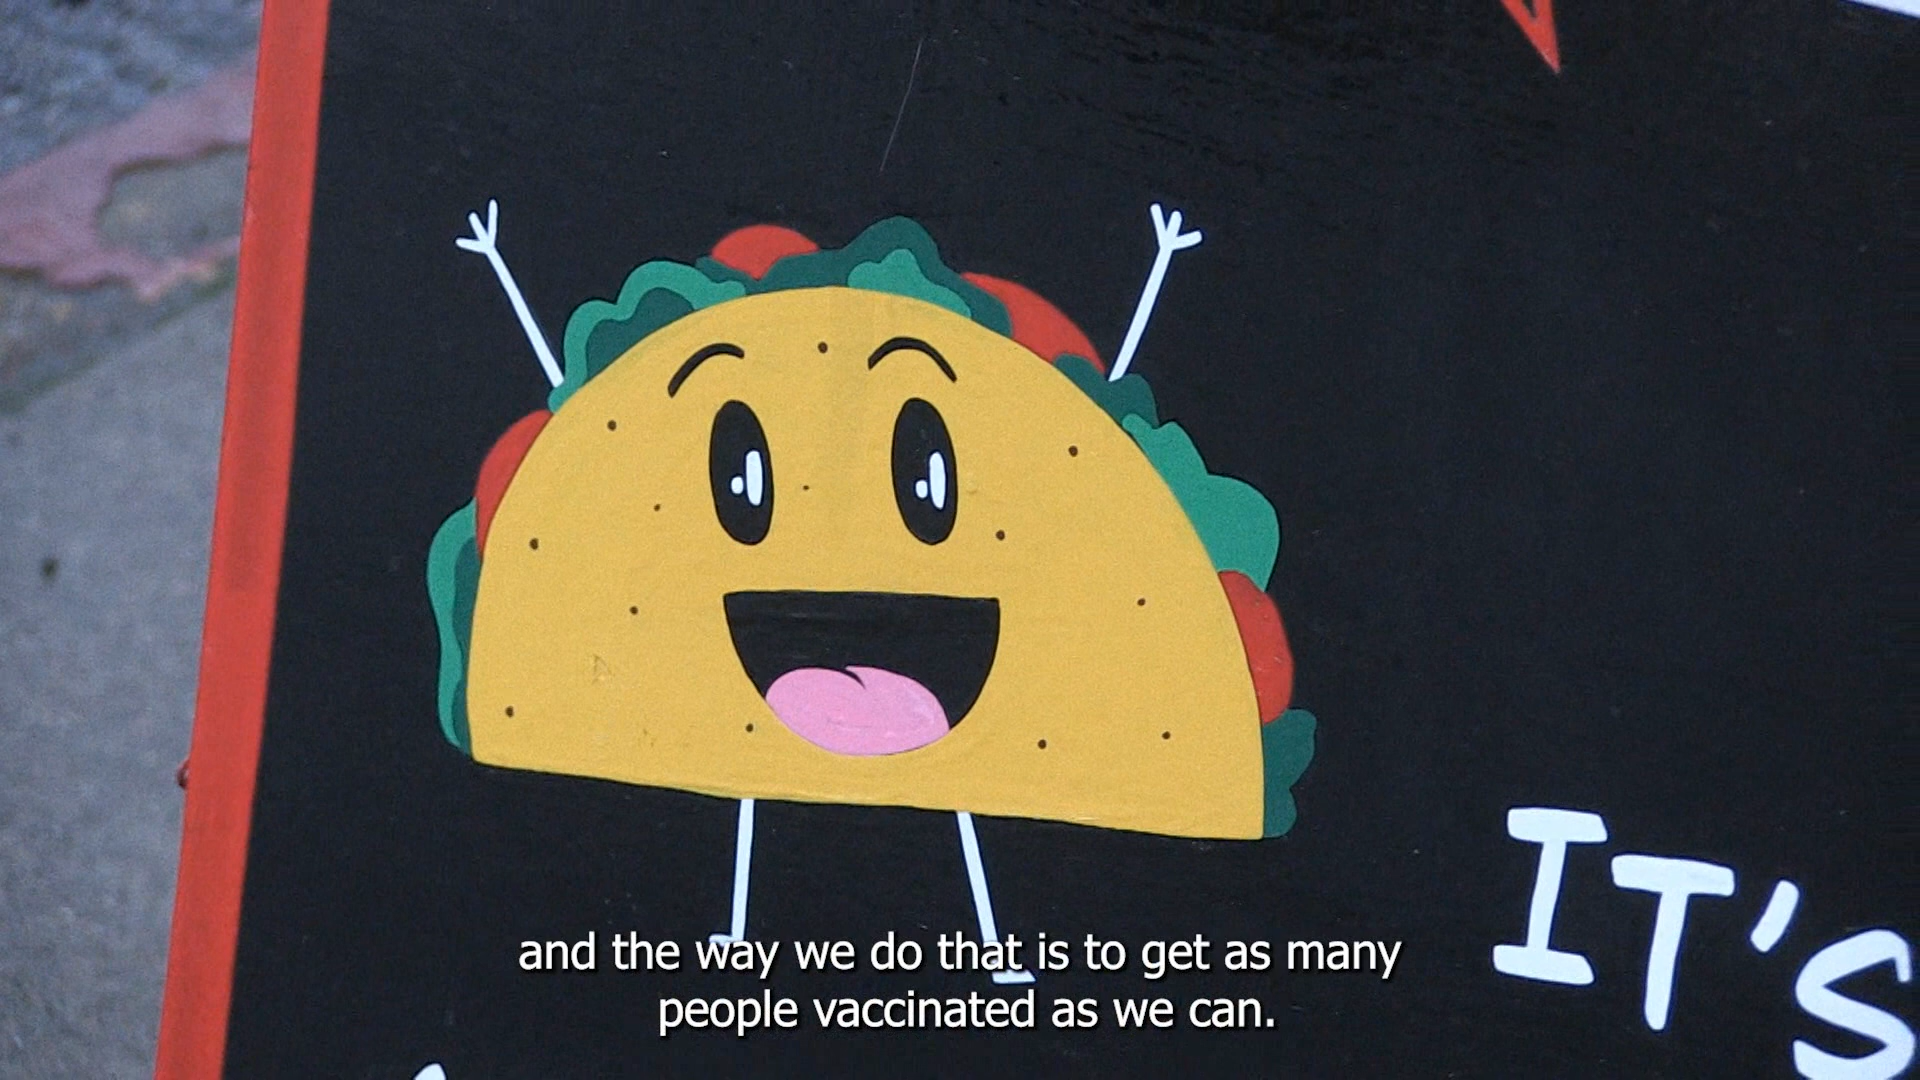 IT'S
and the way we do that is to get as many
people vaccinated as we can.